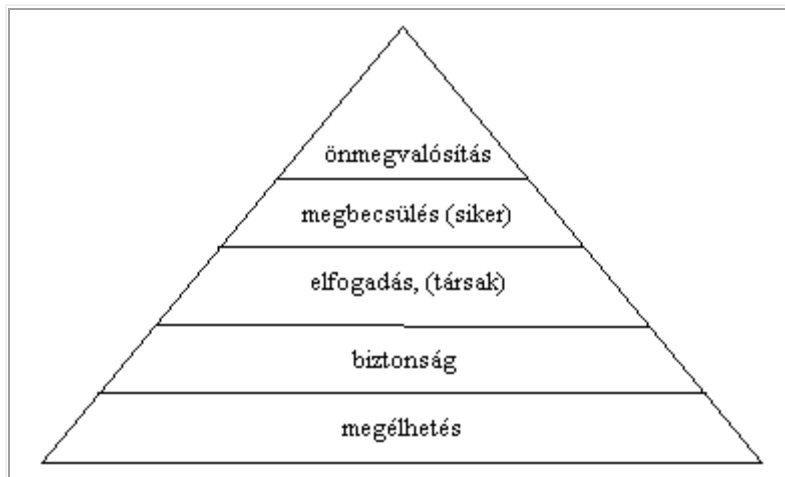 önmegvalósítás
megbecsülés (siker)
elfogadás, (társak)
biztonság
megélhetés